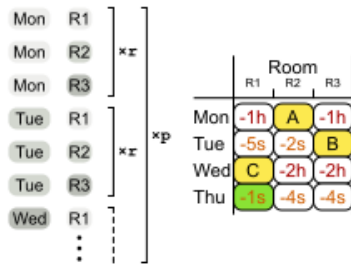 Mon R1
Mon R2
Mon R3
×r
Tue R1
Tue R2
Tue R3
×r
Wed R1
×p
Room
R1 R2 R3
Mon -1h A -1h
Tue -5s -2s B
Wed C -2h -2h
Thu -1s -4s -4s